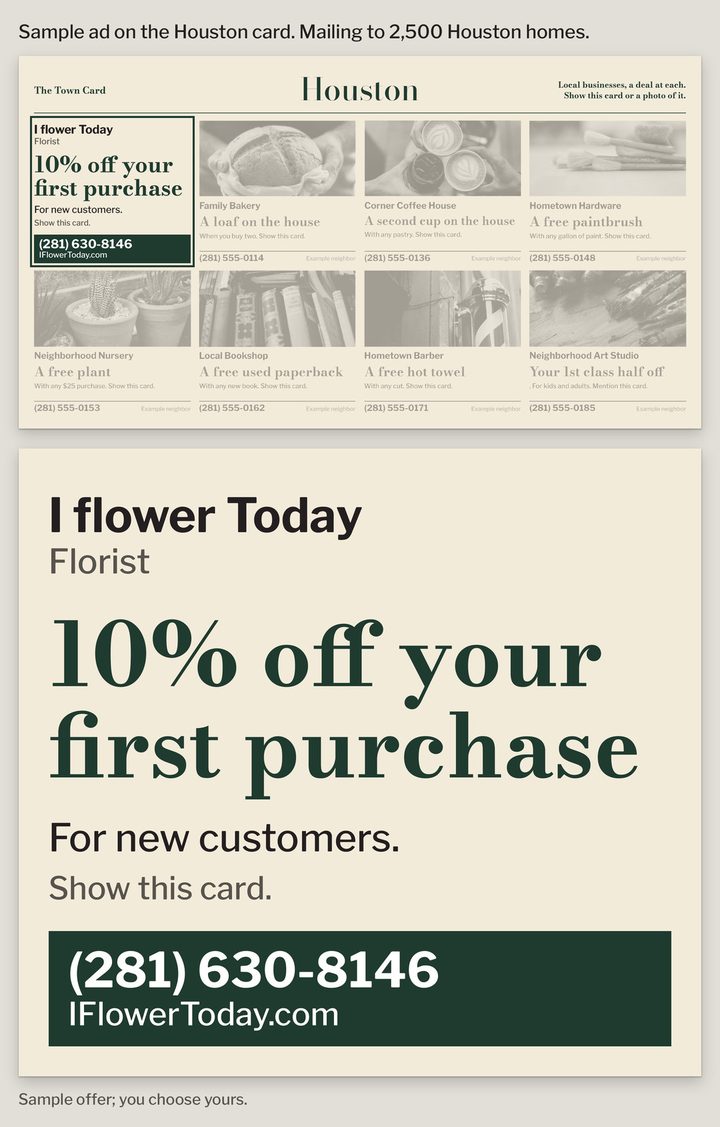 Sample ad on the Houston card. Mailing to 2,500 Houston homes.
The Town Card
Houston
Local businesses, a deal at each.
Show this card or a photo of it.
I flower Today
Florist
10% off your
first purchase
For new customers.
Show this card.
(281) 630-8146
IFlowerToday.com
Family Bakery
A loaf on the house
When you buy two. Show this card.
(281) 555-0114
Example neighbor
Corner Coffee House
A second cup on the house
With any pastry. Show this card.
(281) 555-0136
Example neighbor
Hometown Hardware
A free paintbrush
With any gallon of paint. Show this card.
(281) 555-0148
Example neighbor
Neighborhood Nursery
A free plant
With any $25 purchase. Show this card.
(281) 555-0153
Example neighbor
Local Bookshop
A free used paperback
With any new book. Show this card.
(281) 555-0162
Example neighbor
Hometown Barber
A free hot towel
With any cut. Show this card.
(281) 555-0171
Example neighbor
Neighborhood Art Studio
Your 1st class half off
For kids and adults. Mention this card.
(281) 555-0185
Example neighbor
I flower Today
Florist
10% off your
first purchase
For new customers.
Show this card.
(281) 630-8146
IFlowerToday.com
Sample offer; you choose yours.